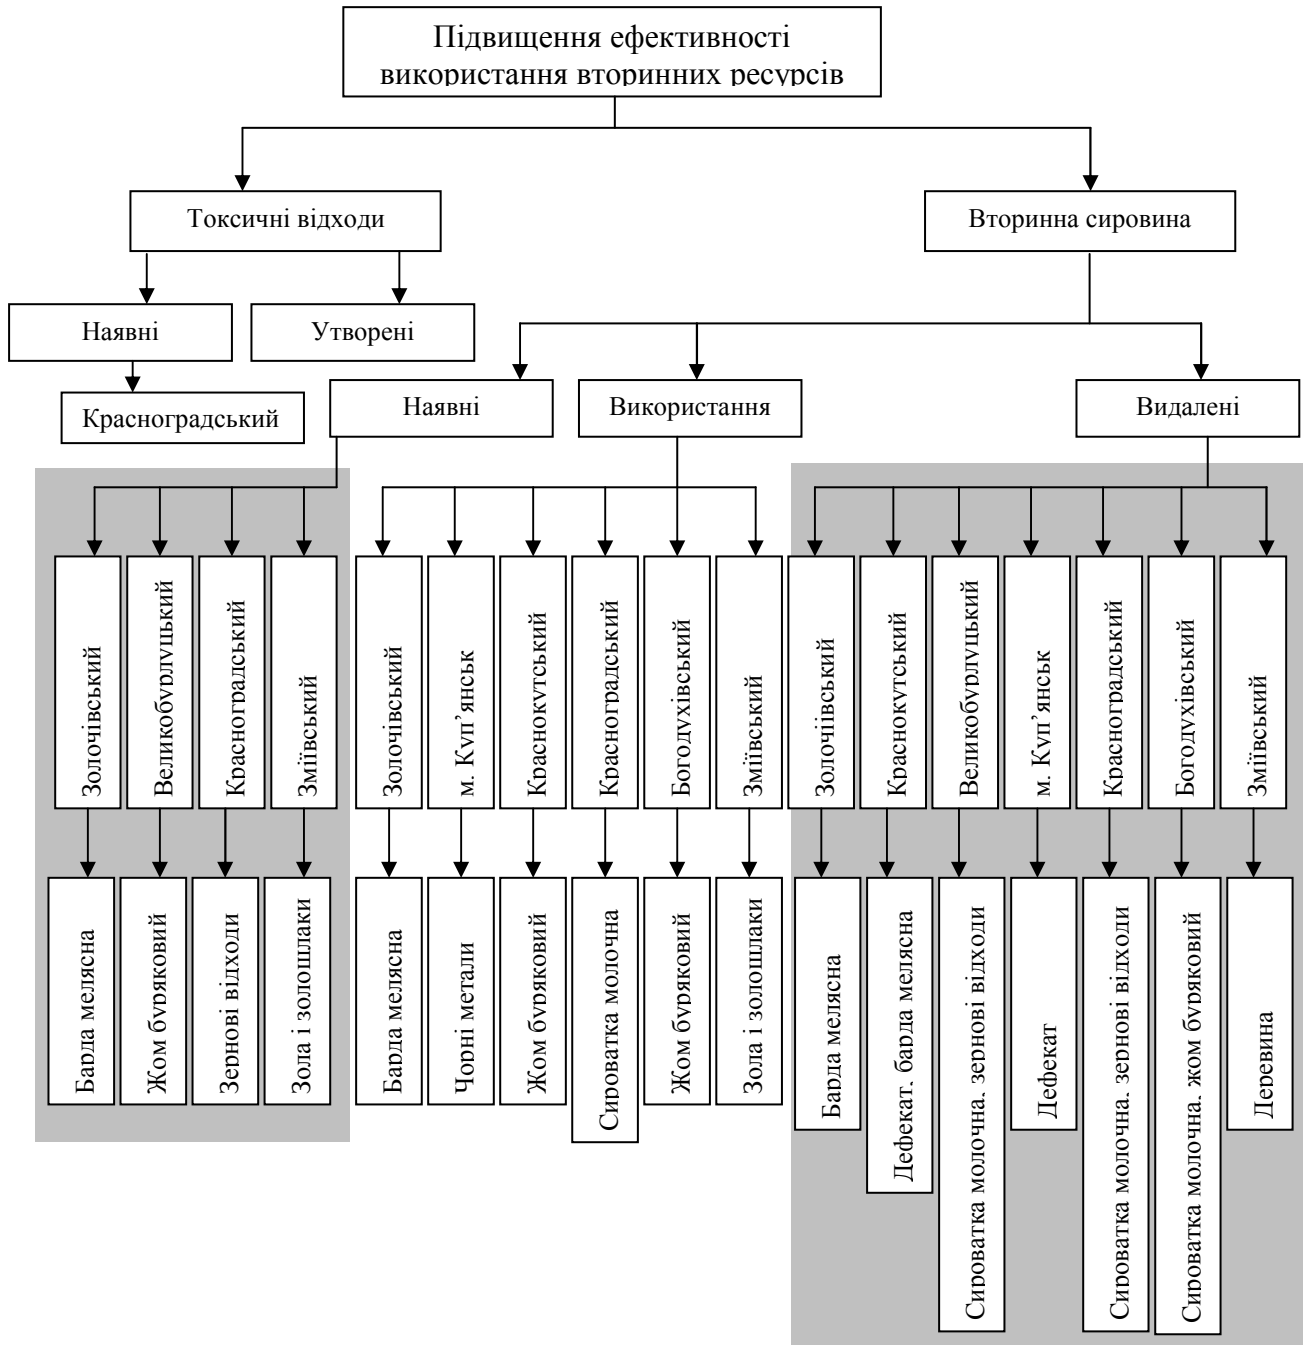 Підвищення ефективності
використання вторинних ресурсів
Токсичні відходи
Вторинна сировина
Наявні
Утворені
Красноградський
Наявні
Використання
Видалені
Золочівський
Великобурлуцький
Красноградський
Зміївський
Золочівський
м. Куп’янськ
Краснокутський
Красноградський
Богодухівський
Зміївський
Золочіївський
Краснокутський
Великобурлуцький
м. Куп’янськ
Красноградський
Богодухівський
Зміївський
Барда мелясна
Жом буряковий
Зернові відходи
Зола і золошлаки
Барда мелясна
Чорні метали
Жом буряковий
Сироватка молочна
Жом буряковий
Зола і золошлаки
Барда мелясна
Дефекат, барда мелясна
Сироватка молочна, зернові відходи
Дефекат
Сироватка молочна, зернові відходи
Сироватка молочна, жом буряковий
Деревина